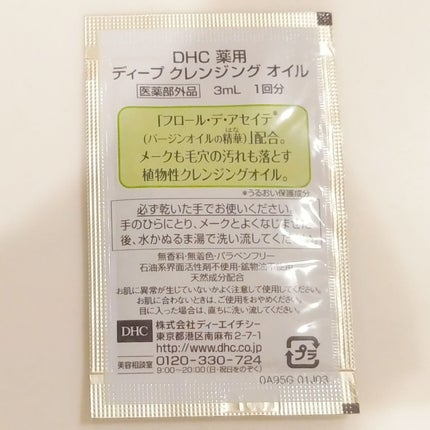 DHC 薬用
ディープ クレンジング オイル
医薬部外品 3mL 1回分
「フロール・デ・アセイテ*
はな
(バージンオイルの精華)」配合。
メークも毛穴の汚れも落とす
植物性クレンジングオイル。
*うるおい保護成分
必ず乾いた手でお使いください。
手のひらにとり、メークとよくなじませた
後、水かぬるま湯で洗い流してください。
無香料・無着色・パラベンフリー
石油系界面活性剤不使用・鉱物油不使用
天然成分配合
お肌に異常が生じていないかよく注意して使用してください。
お肌に合わないときは、ご使用をおやめください。
目に入った場合は、直ちに洗い流してください。
DHC 株式会社ディーエイチシー
東京都港区南麻布2-7-1
http://www.dhc.co.jp
美容相談室 0120-330-724
9:00〜20:00(日・祝日をのぞく)
プラ
0A95G 01J03